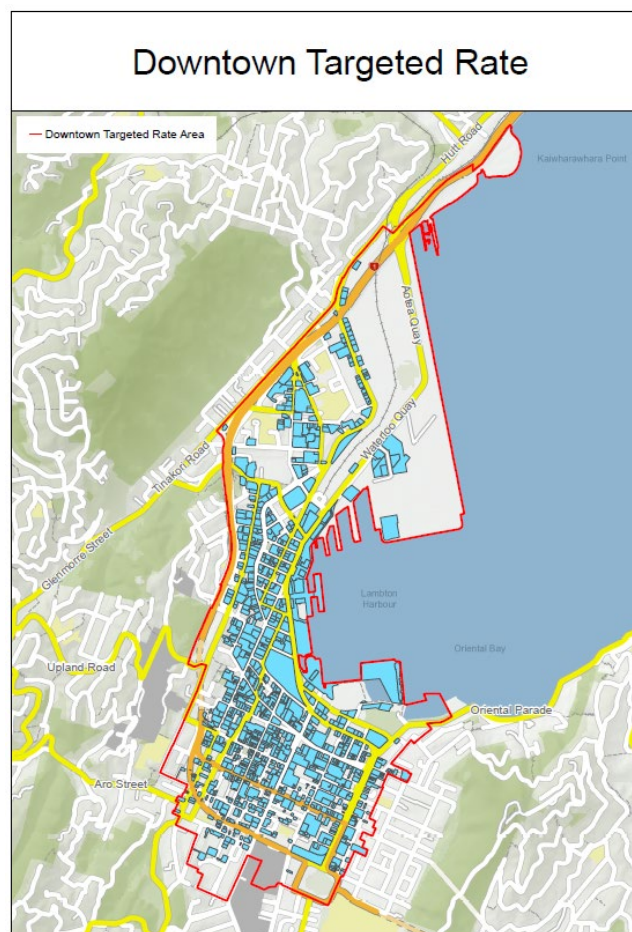 Downtown Targeted Rate
Downtown Targeted Rate Area
Hutt Road
Kaiwharawhara Point
1
Aotea Quay
Waterloo Quay
Tinakori Road
Glenmore Street
Lambton
Harbour
Oriental Bay
Upland Road
Oriental Parade
Aro Street